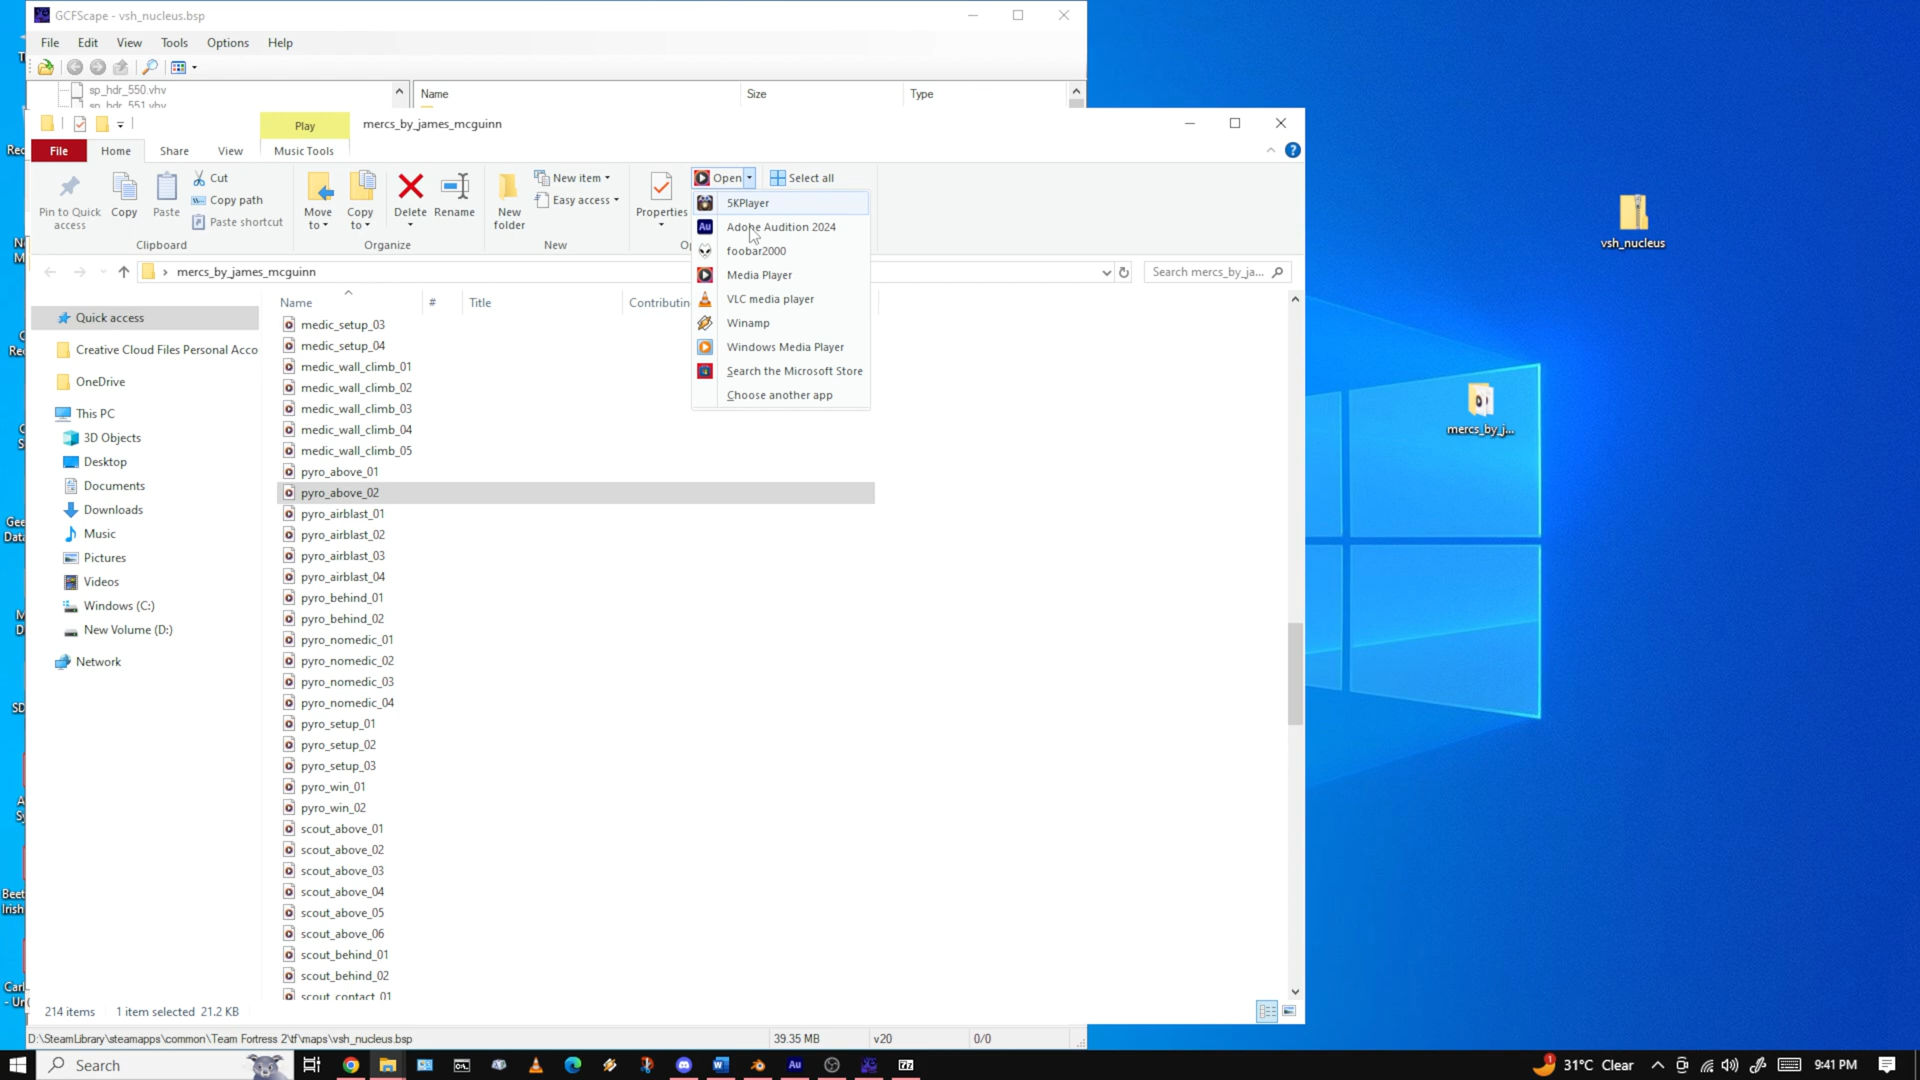 GCFScape - vsh_nucleus.bsp
File Edit View Tools Options Help
sp_hdr_550.vhv
sp_hdr_551.vhv
Name Size Type
Play mercs_by_james_mcguinn
File Home Share View Music Tools
Pin to Quick access
Copy
Paste
Cut
Copy path
Paste shortcut
Clipboard
Move to
Copy to
Delete
Rename
Organize
New folder
New item
Easy access
New
Properties
Open
Select all
5KPlayer
Adobe Audition 2024
foobar2000
Media Player
VLC media player
Winamp
Windows Media Player
Search the Microsoft Store
Choose another app
mercs_by_james_mcguinn
Search mercs_by_ja...
Name # Title Contributin
Quick access
Creative Cloud Files Personal Acco
OneDrive
This PC
3D Objects
Desktop
Documents
Downloads
Music
Pictures
Videos
Windows (C:)
New Volume (D:)
Network
medic_setup_03
medic_setup_04
medic_wall_climb_01
medic_wall_climb_02
medic_wall_climb_03
medic_wall_climb_04
medic_wall_climb_05
pyro_above_01
pyro_above_02
pyro_airblast_01
pyro_airblast_02
pyro_airblast_03
pyro_airblast_04
pyro_behind_01
pyro_behind_02
pyro_nomedic_01
pyro_nomedic_02
pyro_nomedic_03
pyro_nomedic_04
pyro_setup_01
pyro_setup_02
pyro_setup_03
pyro_win_01
pyro_win_02
scout_above_01
scout_above_02
scout_above_03
scout_above_04
scout_above_05
scout_above_06
scout_behind_01
scout_behind_02
scout_contact_01
214 items 1 item selected 21.2 KB
D:\SteamLibrary\steamapps\common\Team Fortress 2\tf\maps\vsh_nucleus.bsp 39.35 MB v20 0/0
vsh_nucleus
mercs_by_j...
Search
31°C Clear
9:41 PM